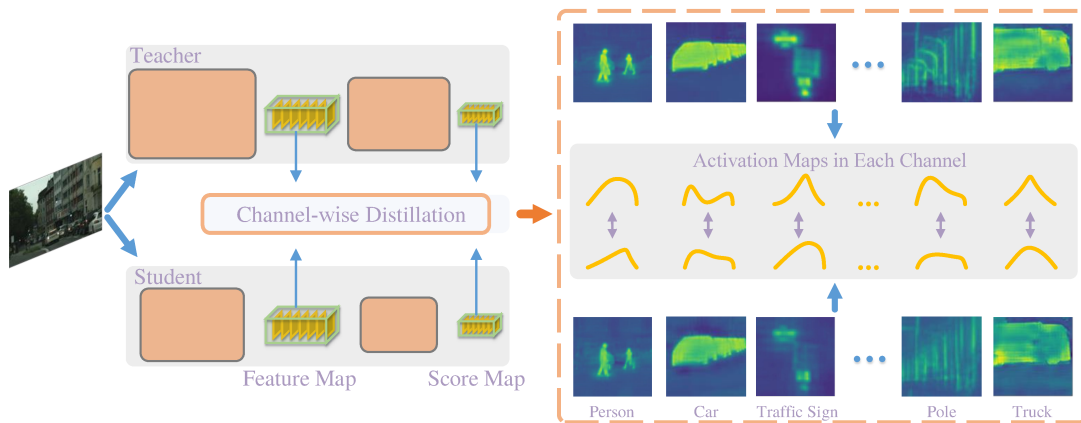 Teacher
Channel-wise Distillation
Student
Feature Map
Score Map
Activation Maps in Each Channel
Person
Car
Traffic Sign
Pole
Truck